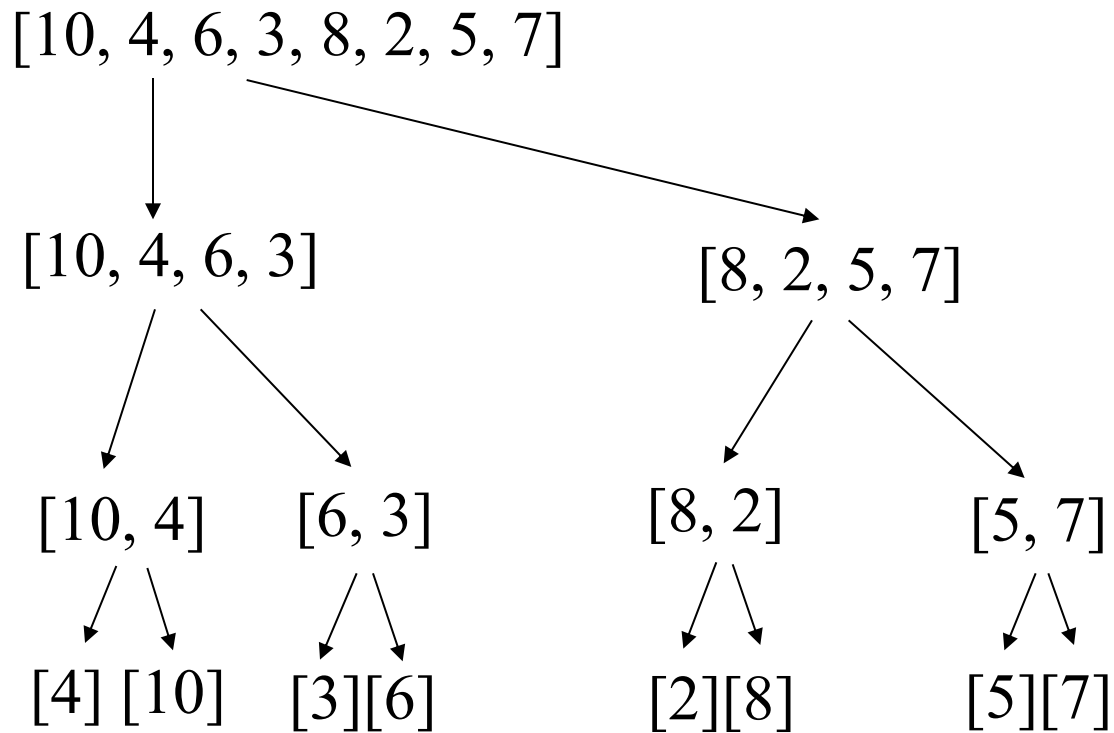 [10, 4, 6, 3, 8, 2, 5, 7]
[10, 4, 6, 3]
[8, 2, 5, 7]
[10, 4]
[6, 3]
[8, 2]
[5, 7]
[4] [10]
[3][6]
[2][8]
[5][7]